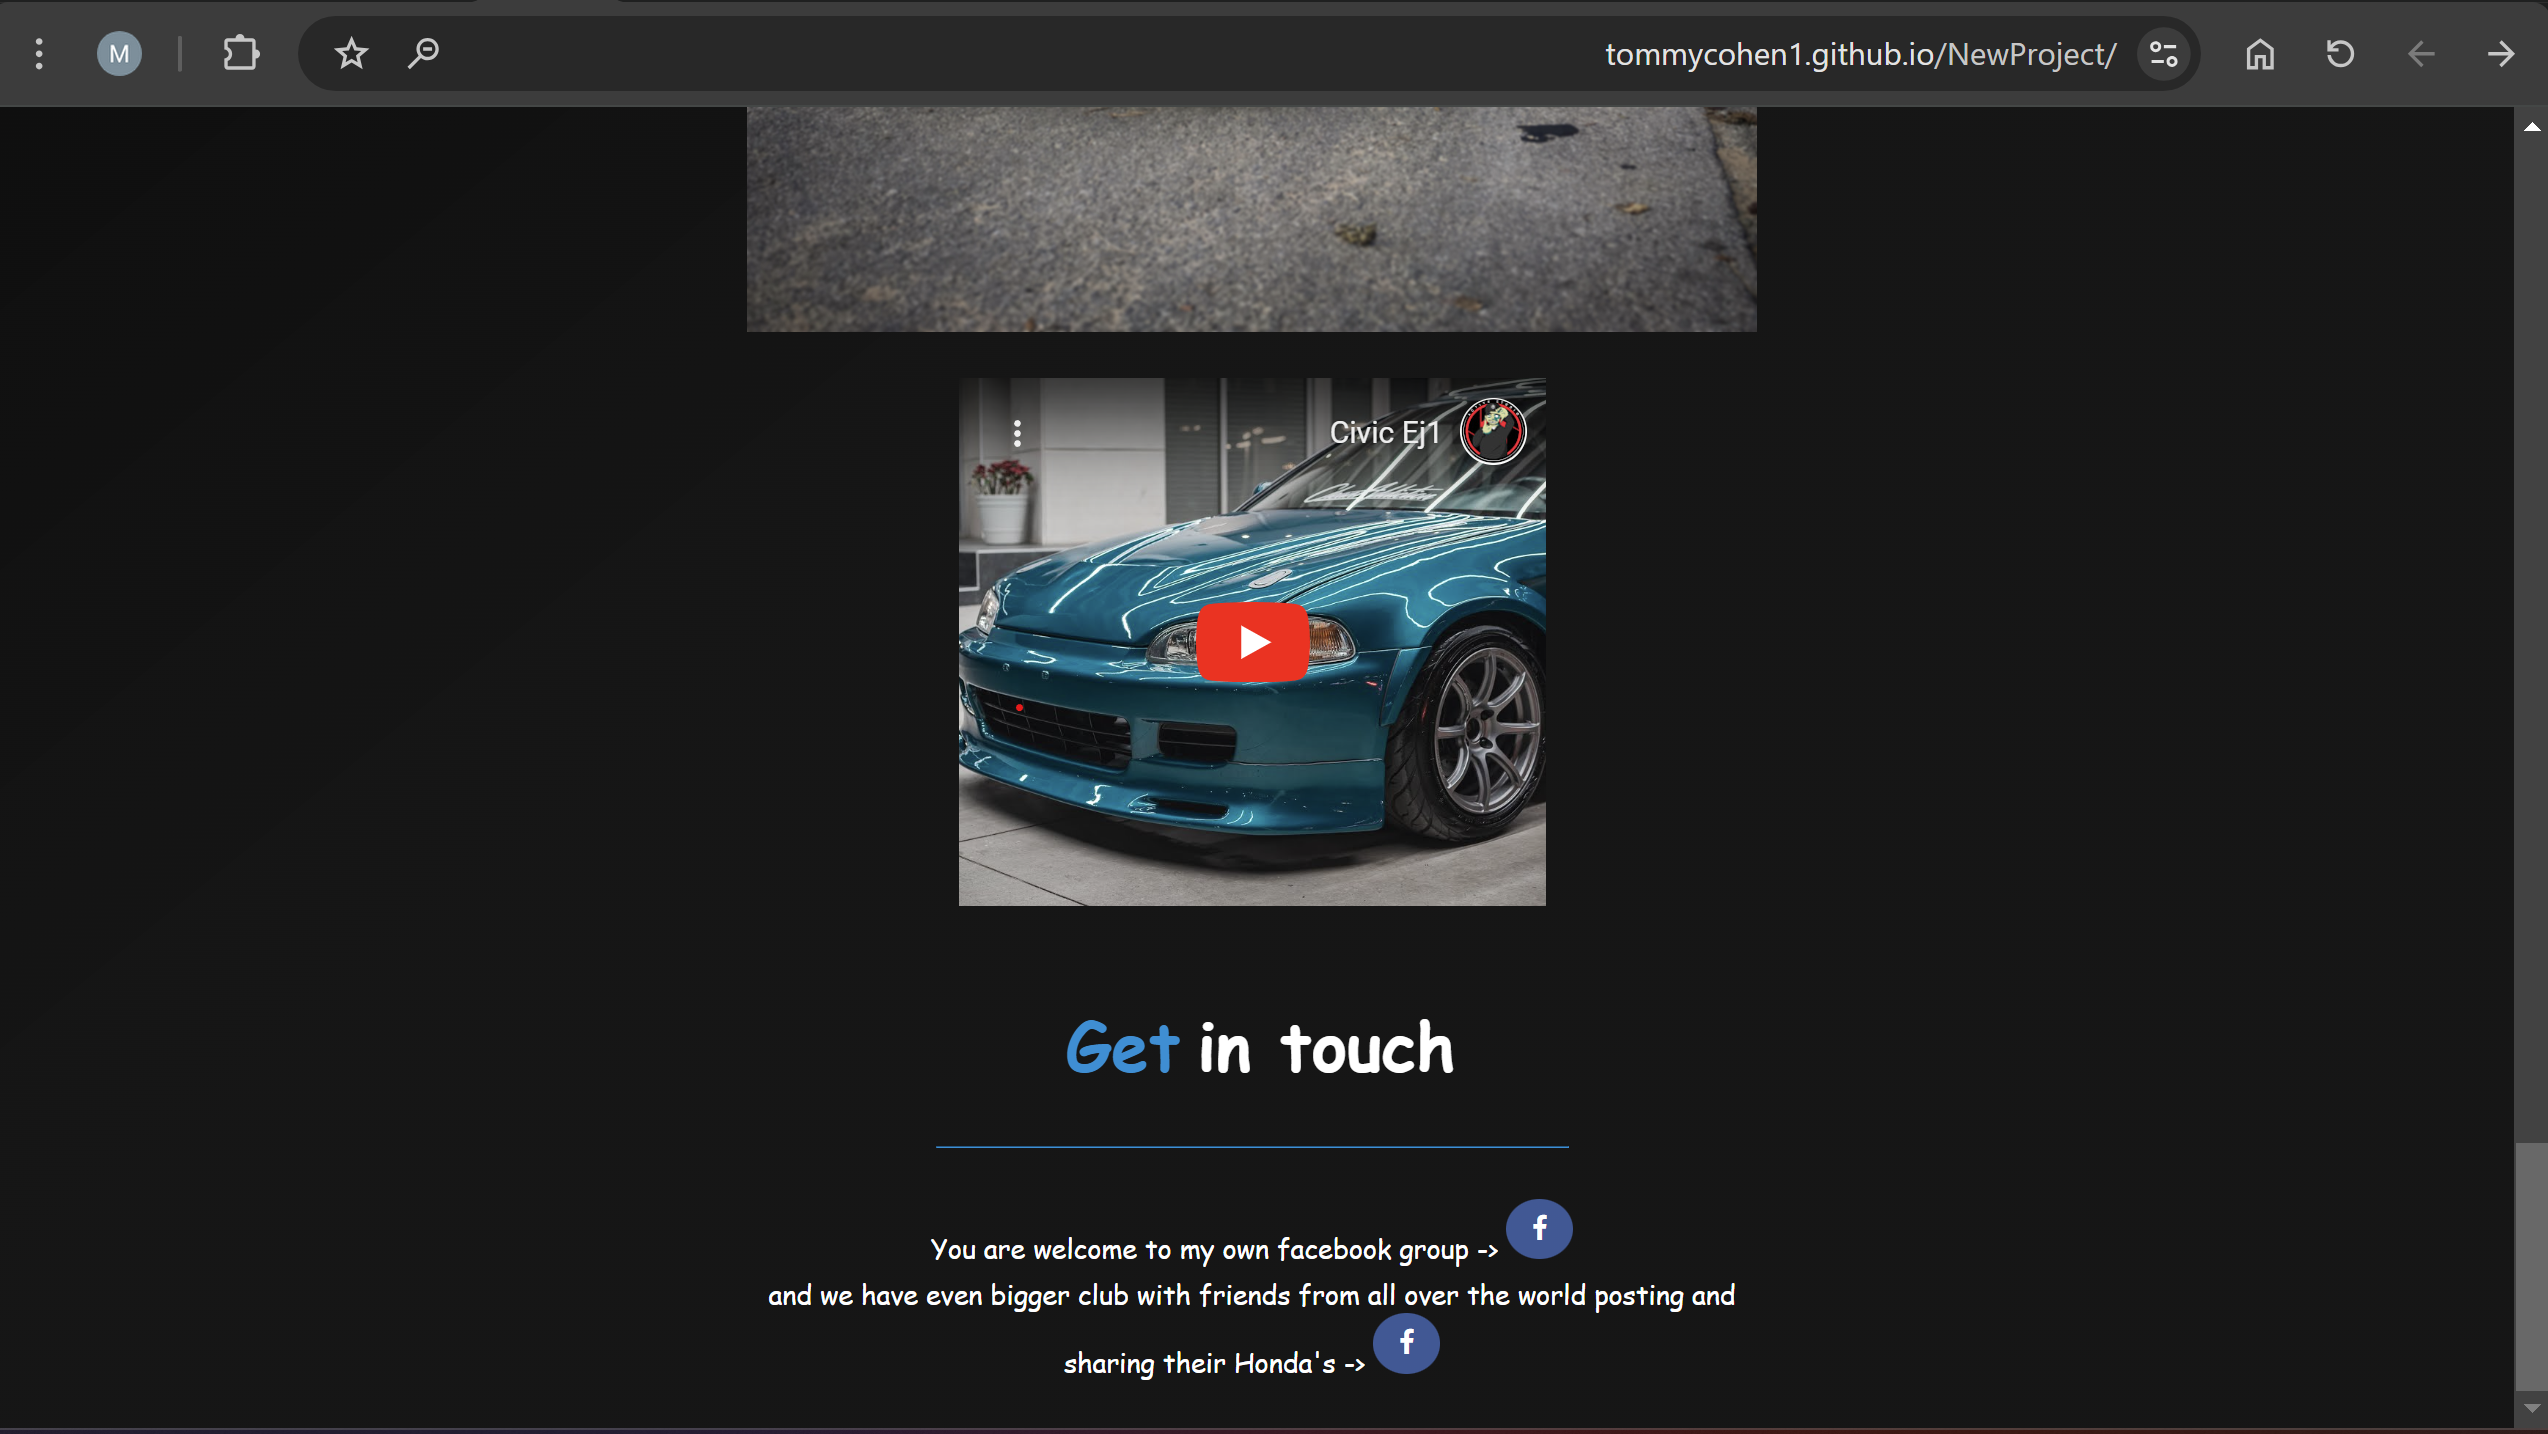 M
tommycohen1.github.io/NewProject/
Civic Ej1
Get in touch
You are welcome to my own facebook group ->
and we have even bigger club with friends from all over the world posting and
sharing their Honda's ->